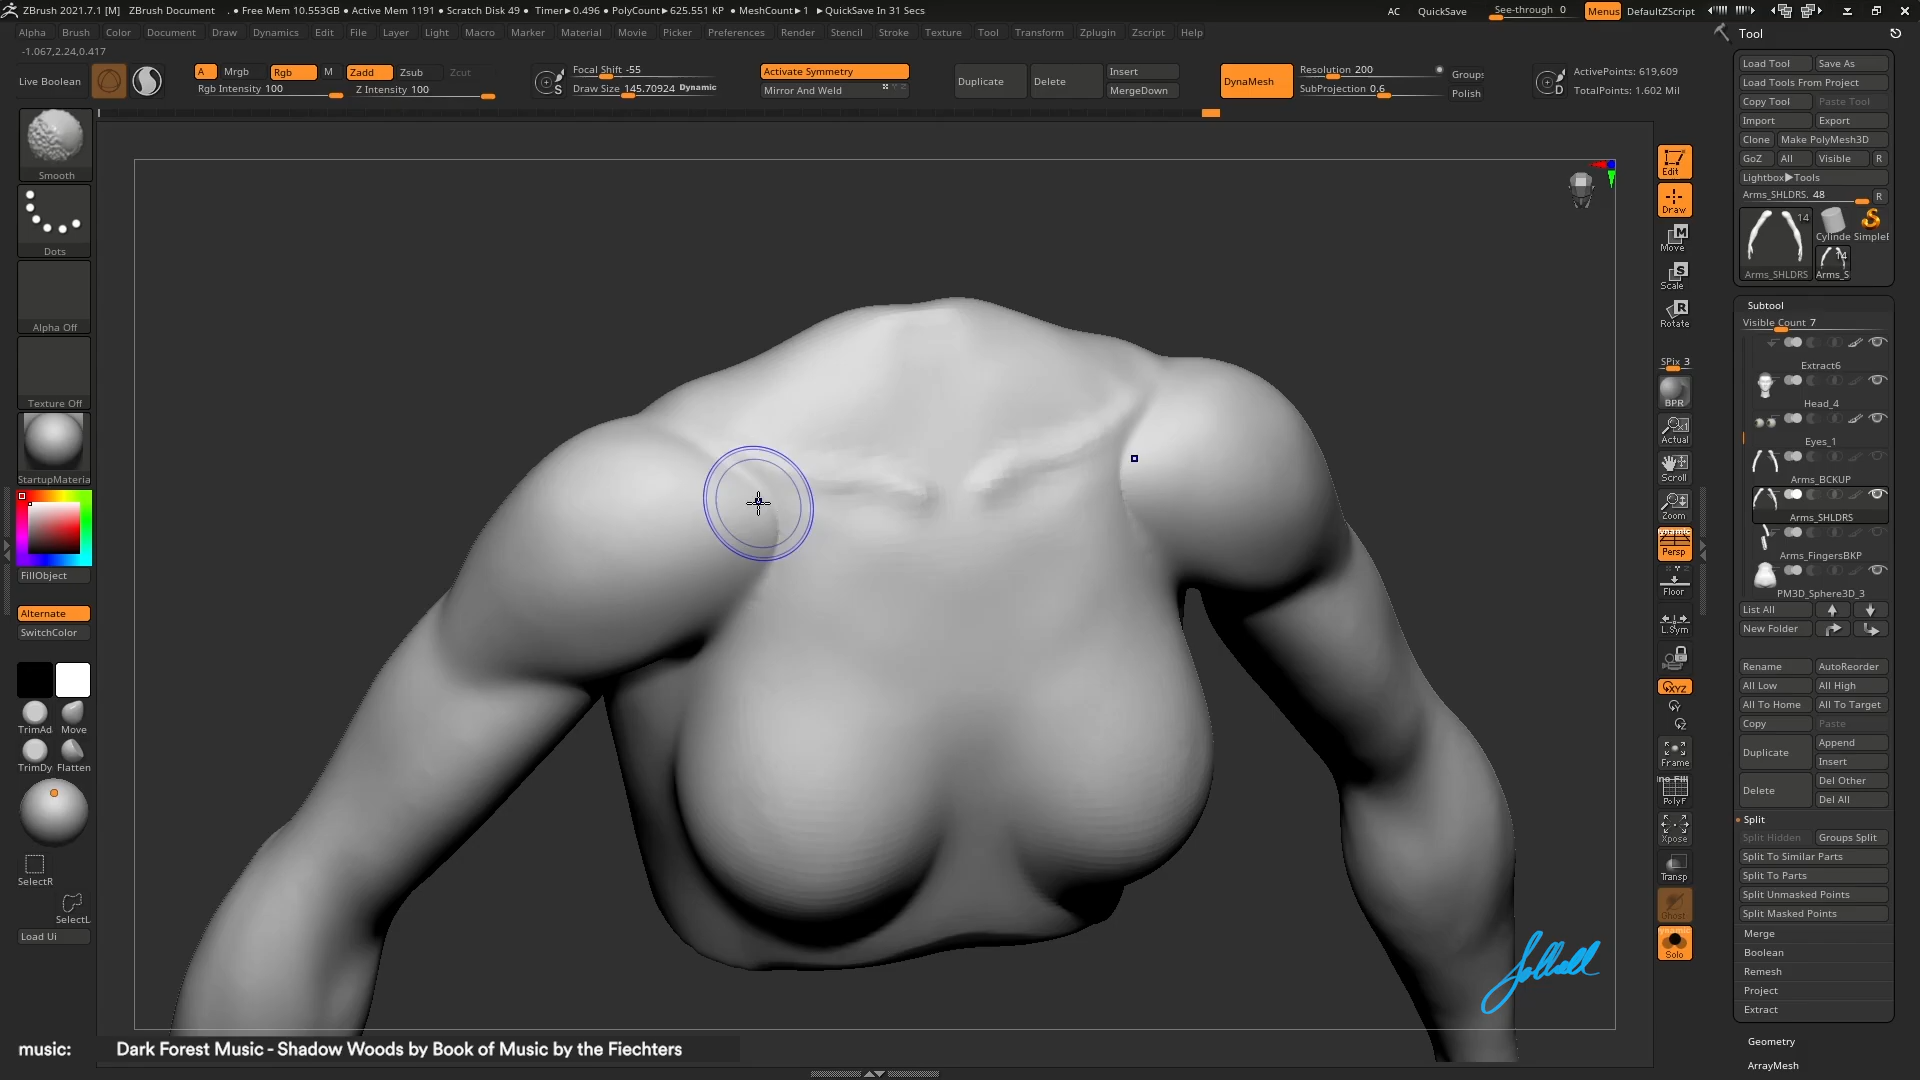 ZBrush 2021.7.1 [M] ZBrush Document . • Free Mem 10.553GB • Active Mem 1191 • Scratch Disk 49 • Timer►0.496 • PolyCount►625.551 KP • MeshCount►1 ►QuickSave In 31 Secs AC QuickSave See-through 0 Menus DefaultZScript
Alpha Brush Color Document Draw Dynamics Edit File Layer Light Macro Marker Material Movie Picker Preferences Render Stencil Stroke Texture Tool Transform Zplugin Zscript Help
-1.067,2.24,0.417
Live Boolean
A Mrgb Rgb M Zadd Zsub Zcut
Rgb Intensity 100 Z Intensity 100
S
Focal Shift -55
Draw Size 145.70924 Dynamic
Activate Symmetry
Mirror And Weld
Duplicate Delete
Insert
MergeDown
DynaMesh
Resolution 200
SubProjection 0.6
Groups
Polish
D
ActivePoints: 619,609
TotalPoints: 1.602 Mil
Smooth
Dots
Alpha Off
Texture Off
StartupMateria
FillObject
Alternate
SwitchColor
TrimAd Move
TrimDy Flatten
SelectR
SelectL
Load Ui
Edit
Draw
Move
Scale
Rotate
SPix 3
BPR
Actual
Scroll
Zoom
Persp
Floor
L.Sym
XYZ
Y
Z
Frame
PolyF
Xpose
Transp
Ghost
Solo
Tool
Load Tool Save As
Load Tools From Project
Copy Tool Paste Tool
Import Export
Clone Make PolyMesh3D
GoZ All Visible R
Lightbox►Tools
Arms_SHLDRS. 48 R
14
Cylinde SimpleE
14
Arms_SHLDRS Arms_S
Subtool
Visible Count 7
Extract6
Head_4
Eyes_1
Arms_BCKUP
Arms_SHLDRS
Arms_FingersBKP
PM3D_Sphere3D_3
List All
New Folder
Rename AutoReorder
All Low All High
All To Home All To Target
Copy Paste
Duplicate Append
Insert
Delete Del Other
Del All
Split
Split Hidden Groups Split
Split To Similar Parts
Split To Parts
Split Unmasked Points
Split Masked Points
Merge
Boolean
Remesh
Project
Extract
Geometry
ArrayMesh
music: Dark Forest Music - Shadow Woods by Book of Music by the Fiechters